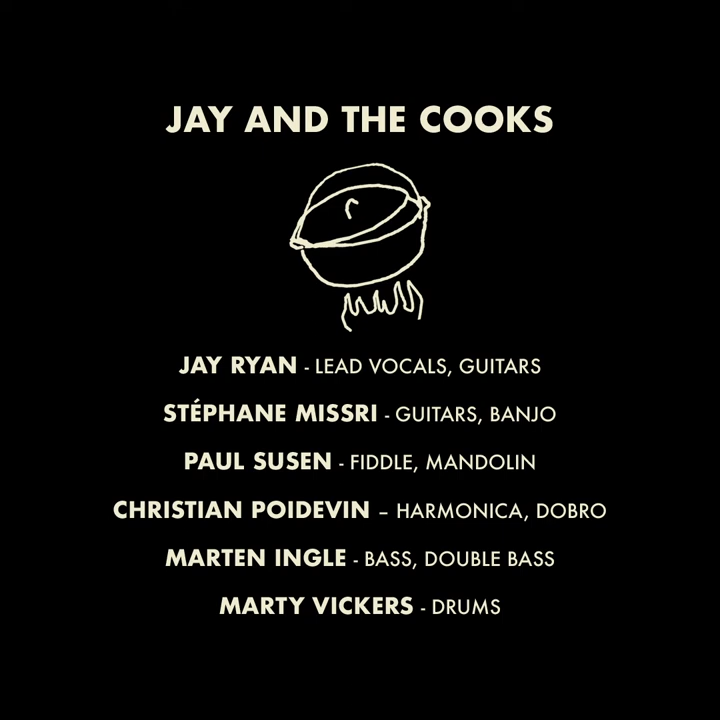 JAY AND THE COOKS
JAY RYAN - LEAD VOCALS, GUITARS
STÉPHANE MISSRI - GUITARS, BANJO
PAUL SUSEN - FIDDLE, MANDOLIN
CHRISTIAN POIDEVIN – HARMONICA, DOBRO
MARTEN INGLE - BASS, DOUBLE BASS
MARTY VICKERS - DRUMS